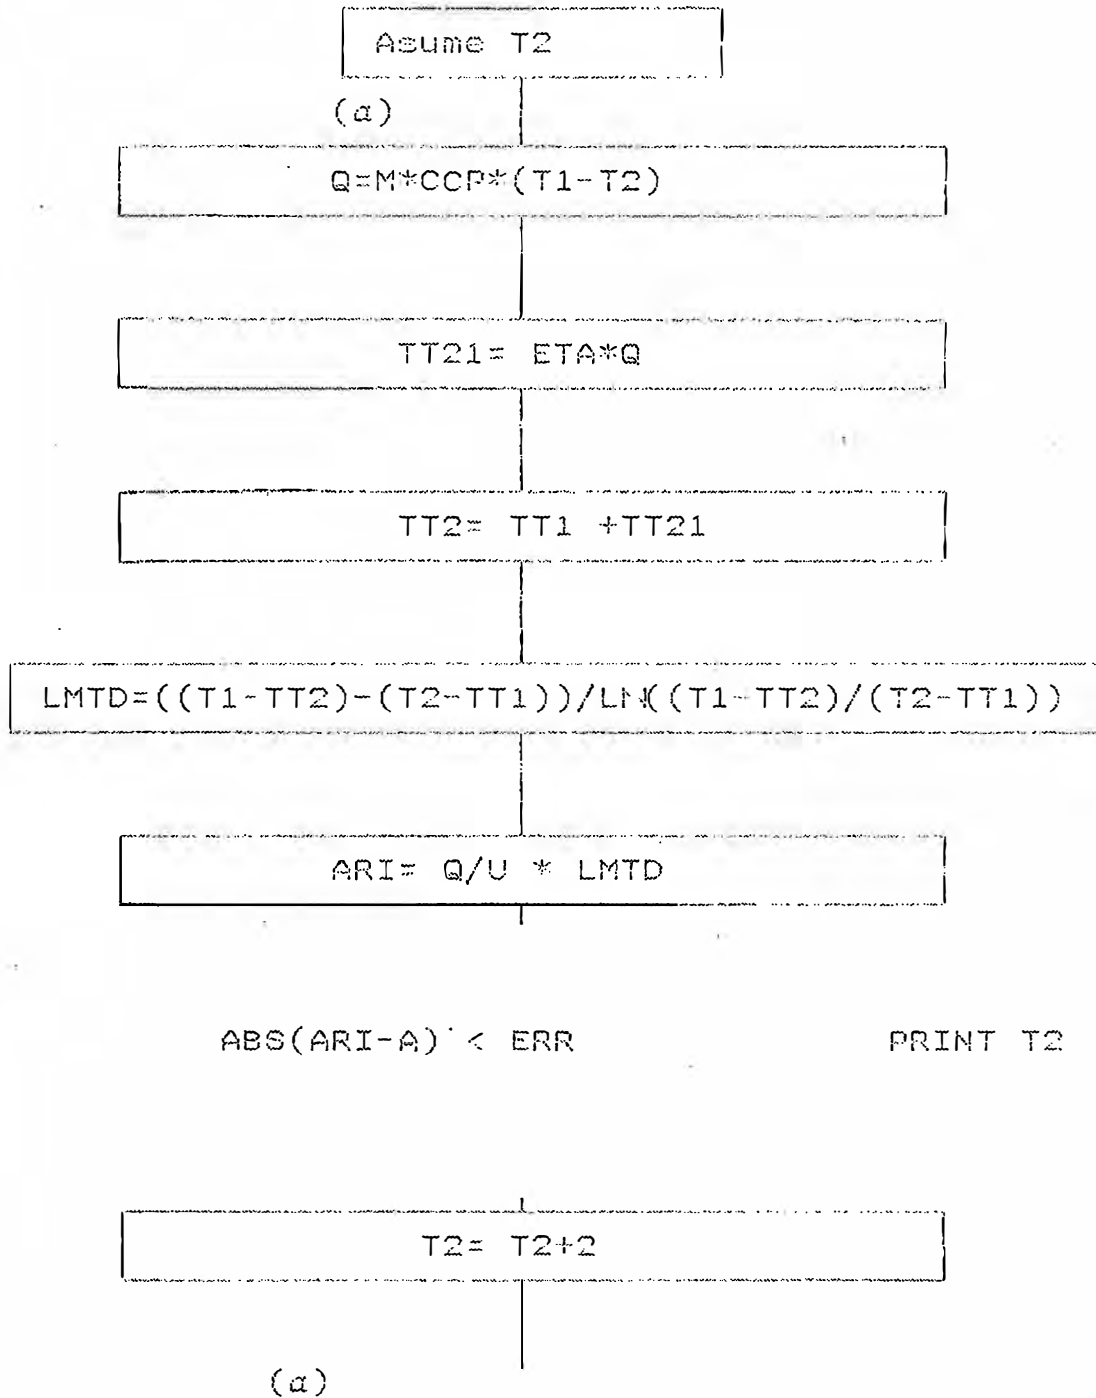 Asume T2
(a)
Q=M*CCP*(T1-T2)
TT21= ETA*Q
TT2= TT1 +TT21
LMTD=((T1-TT2)-(T2-TT1))/LN((T1-TT2)/(T2-TT1))
ARI= Q/U * LMTD
ABS(ARI-A) < ERR PRINT T2
T2= T2+2
(a)